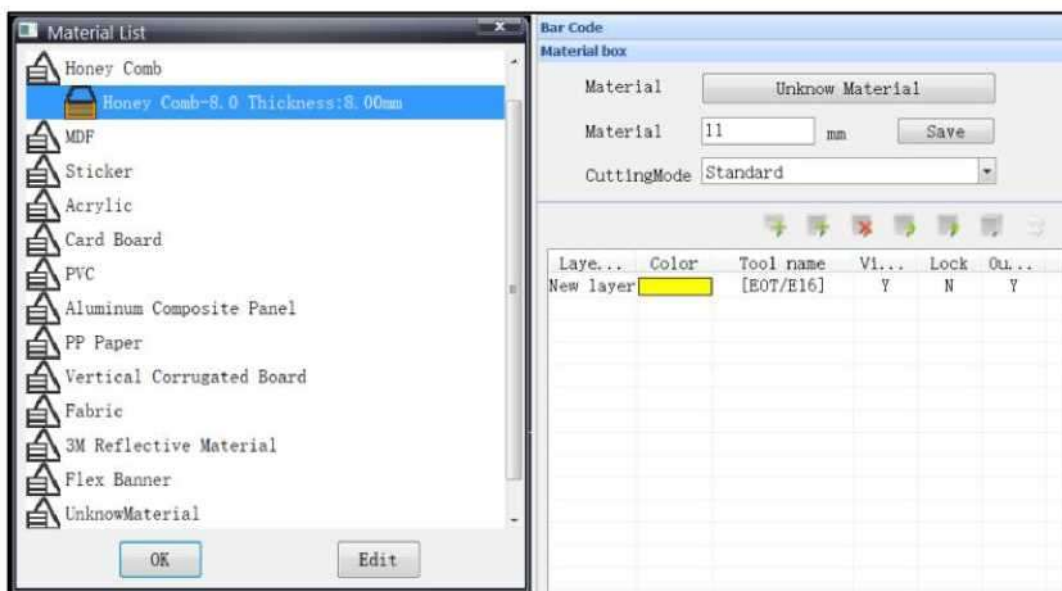 Material List
Honey Comb
Honey Comb-8.0 Thickness:8.00mm
MDF
Sticker
Acrylic
Card Board
PVC
Aluminum Composite Panel
PP Paper
Vertical Corrugated Board
Fabric
3M Reflective Material
Flex Banner
UnknowMaterial
OK Edit
Bar Code
Material box
Material Unknow Material
Material 11 mm Save
CuttingMode Standard
Laye... Color Tool name Vi... Lock Ou...
New layer [EOT/E16] Y N Y